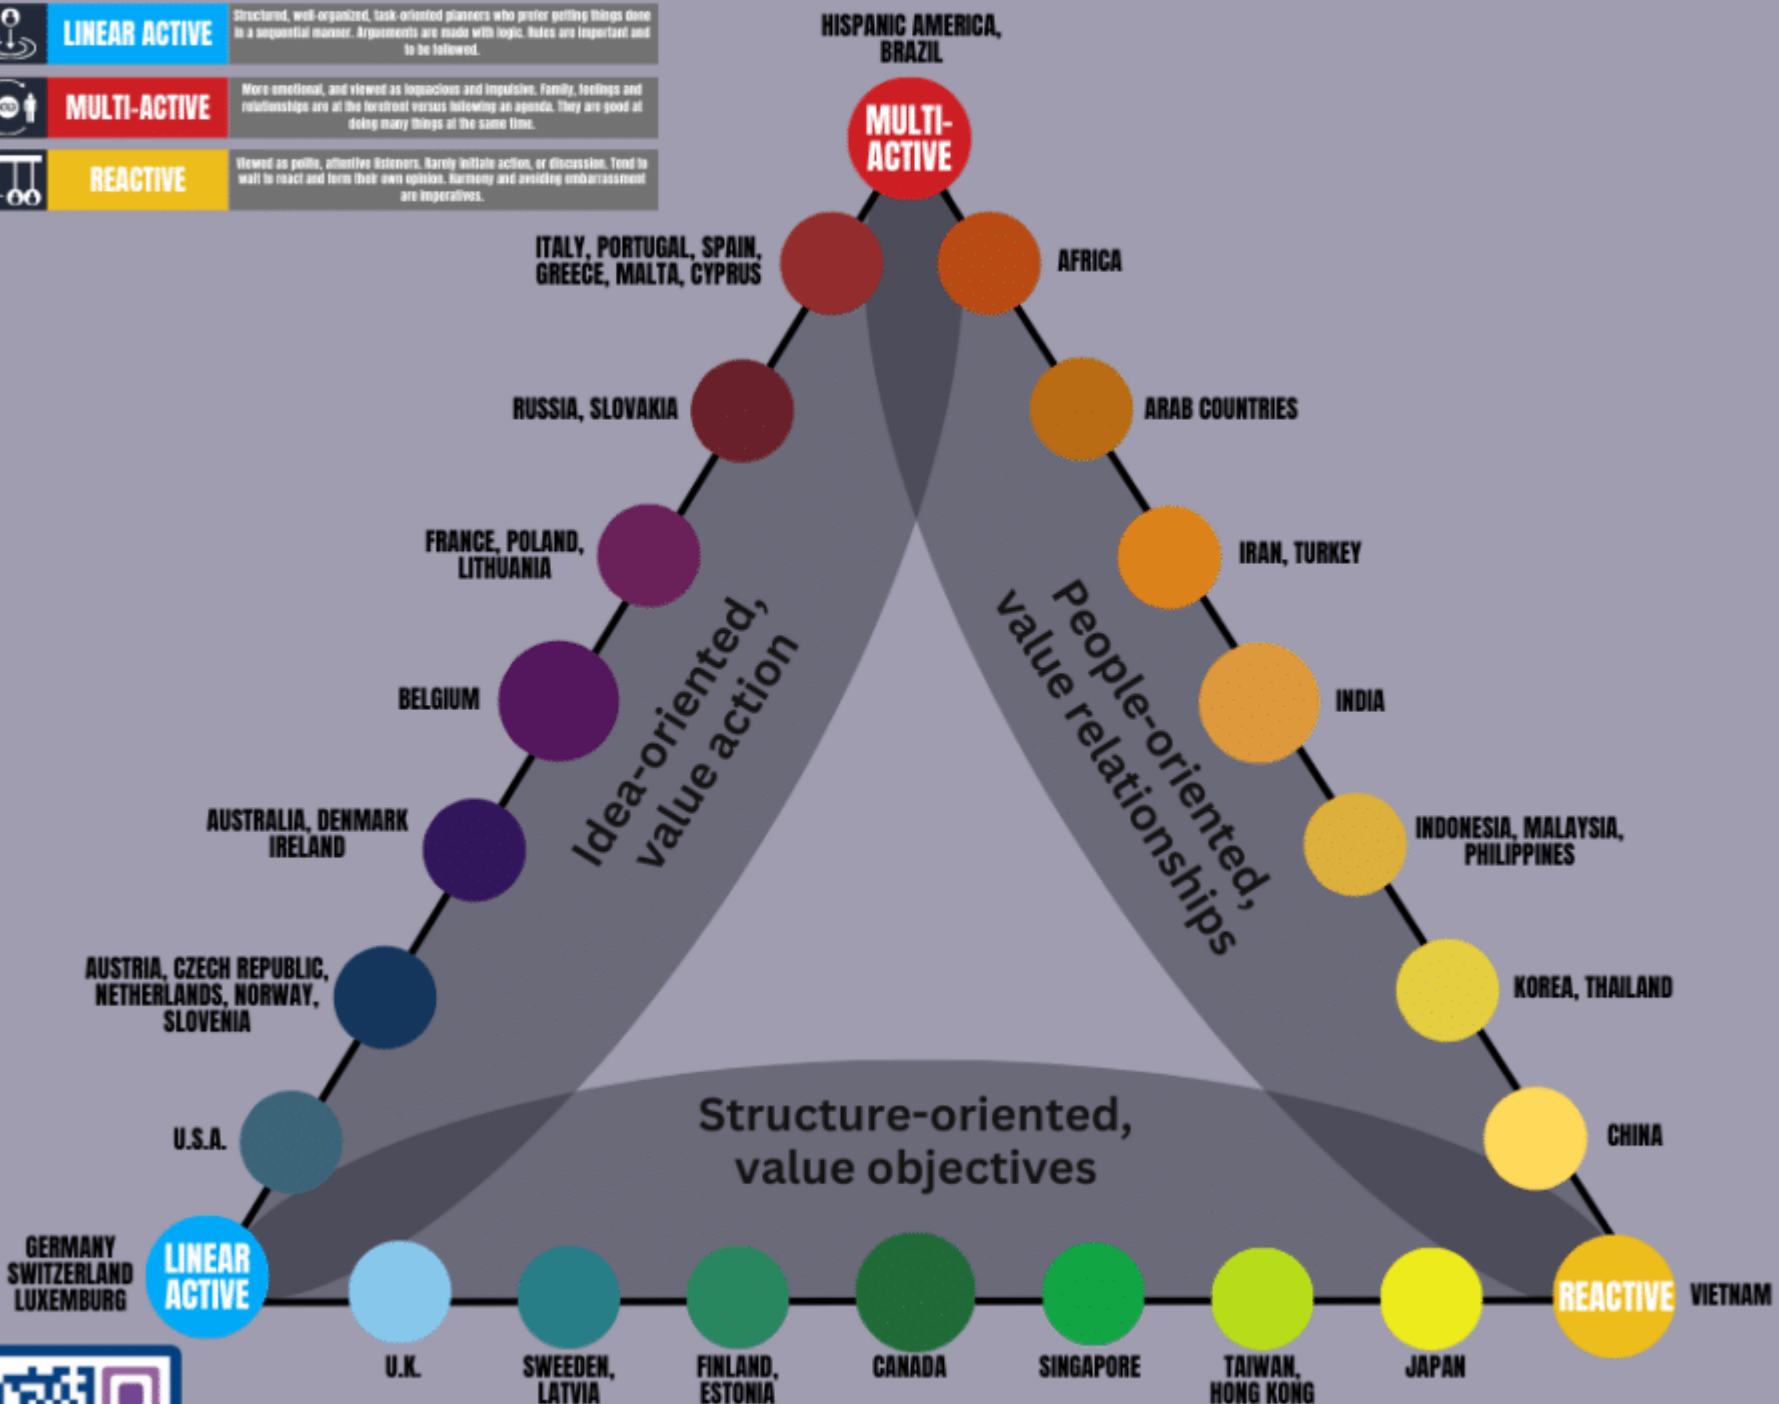 LINEAR ACTIVE
Structured, well-organized, task-oriented planners who prefer getting things done
in a sequential manner. Arguements are made with logic. Rules are important and
to be followed.
MULTI-ACTIVE
More emotional, and viewed as loquacious and impulsive. Family, feelings and
relationships are at the forefront versus following an agenda. They are good at
doing many things at the same time.
REACTIVE
Viewed as polite, attentive listeners. Rarely initiate action, or discussion. Tend to
wait to react and form their own opinion. Harmony and avoiding embarrassment
are imperatives.
HISPANIC AMERICA,
BRAZIL
MULTI-
ACTIVE
ITALY, PORTUGAL, SPAIN,
GREECE, MALTA, CYPRUS
AFRICA
RUSSIA, SLOVAKIA
ARAB COUNTRIES
FRANCE, POLAND,
LITHUANIA
IRAN, TURKEY
BELGIUM
INDIA
Idea-oriented,
value action
People-oriented,
value relationships
AUSTRALIA, DENMARK
IRELAND
INDONESIA, MALAYSIA,
PHILIPPINES
AUSTRIA, CZECH REPUBLIC,
NETHERLANDS, NORWAY,
SLOVENIA
KOREA, THAILAND
U.S.A.
CHINA
Structure-oriented,
value objectives
GERMANY
SWITZERLAND
LUXEMBURG
LINEAR
ACTIVE
REACTIVE
VIETNAM
U.K.
SWEEDEN,
LATVIA
FINLAND,
ESTONIA
CANADA
SINGAPORE
TAIWAN,
HONG KONG
JAPAN